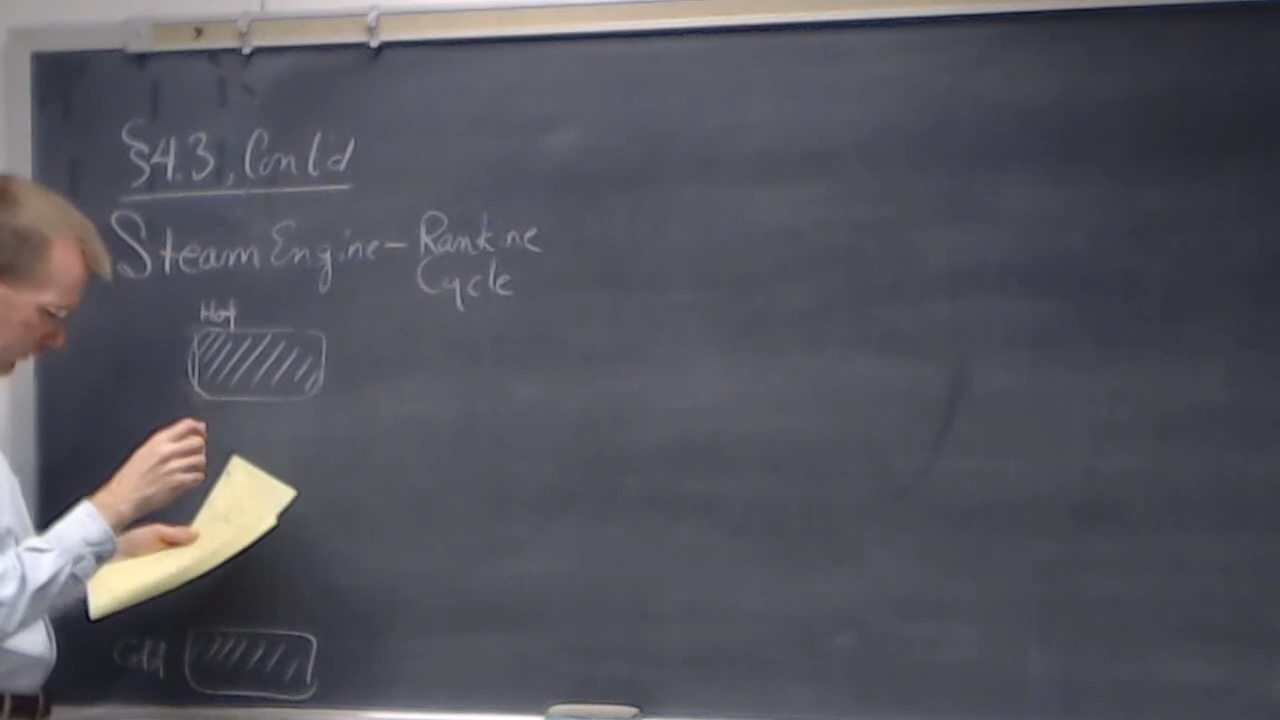 §4.3, Cont'd
Steam Engine – Rankine
Cycle
Hot
Cold